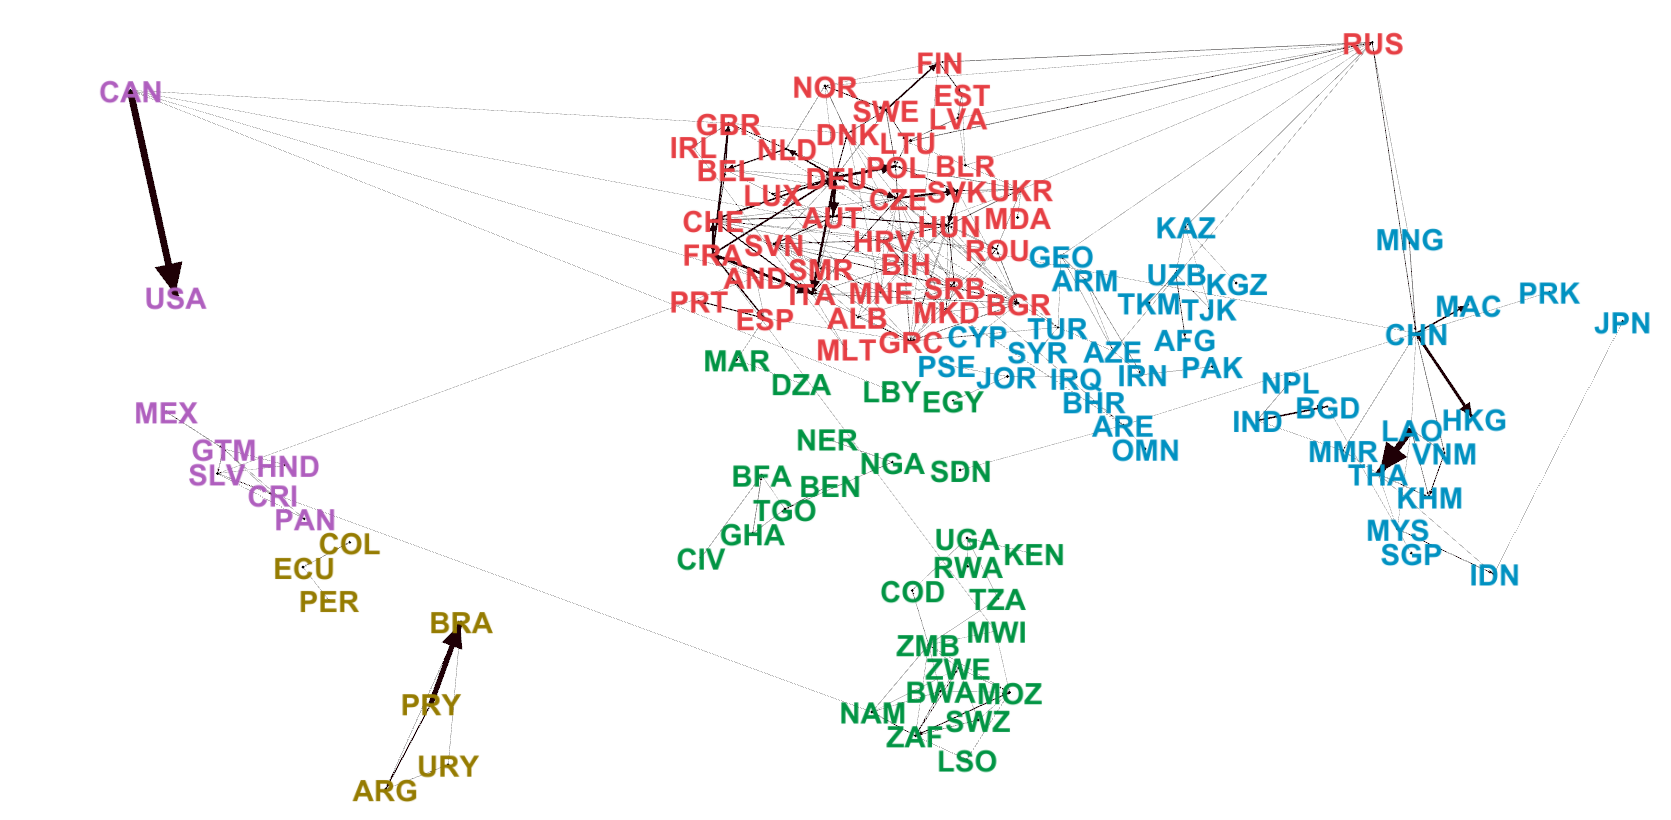 RUS
FIN
NOR
CAN
EST
SWE
LVA
GBR
DNK
LTU
IRL
NLD
BEL
POL
BLR
DEU
LUX
CZE
SVK
UKR
CHE
AUT
MDA
HUN
KAZ
MNG
SVN
HRV
FRA
ROU
GEO
SMR
BIH
AND
ARM
UZB
KGZ
USA
ITA
MNE
SRB
PRT
BGR
TKM
TJK
MAC
PRK
ESP
ALB
MKD
JPN
TUR
CYP
CHN
MLT
GRC
SYR
AZE
AFG
MAR
PSE
JOR
IRQ
IRN
PAK
DZA
LBY
EGY
BHR
NPL
BGD
MEX
IND
HKG
ARE
LAO
NER
GTM
OMN
MMR
VNM
HND
NGA
SLV
SDN
BFA
THA
BEN
CRI
KHM
TGO
PAN
GHA
MYS
COL
UGA
CIV
KEN
SGP
ECU
RWA
IDN
COD
PER
TZA
BRA
MWI
ZMB
ZWE
BWA
MOZ
PRY
NAM
SWZ
ZAF
LSO
URY
ARG